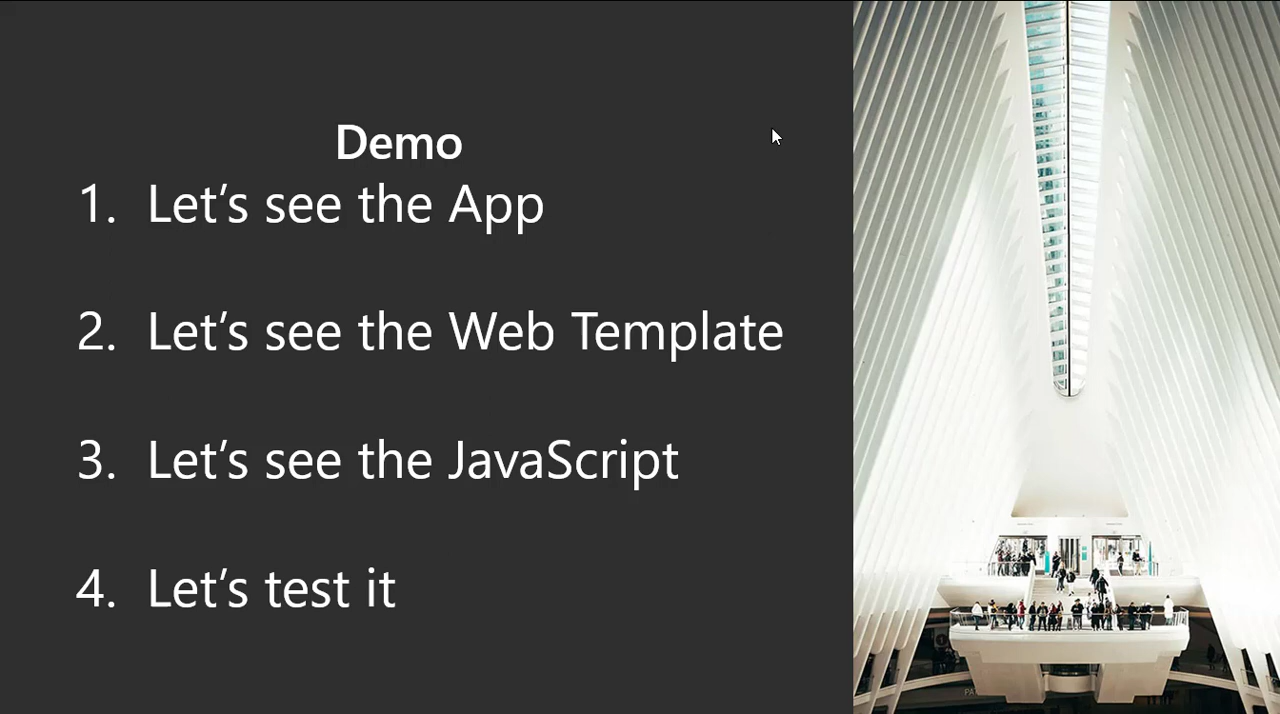 Demo
1. Let’s see the App
2. Let’s see the Web Template
3. Let’s see the JavaScript
4. Let’s test it